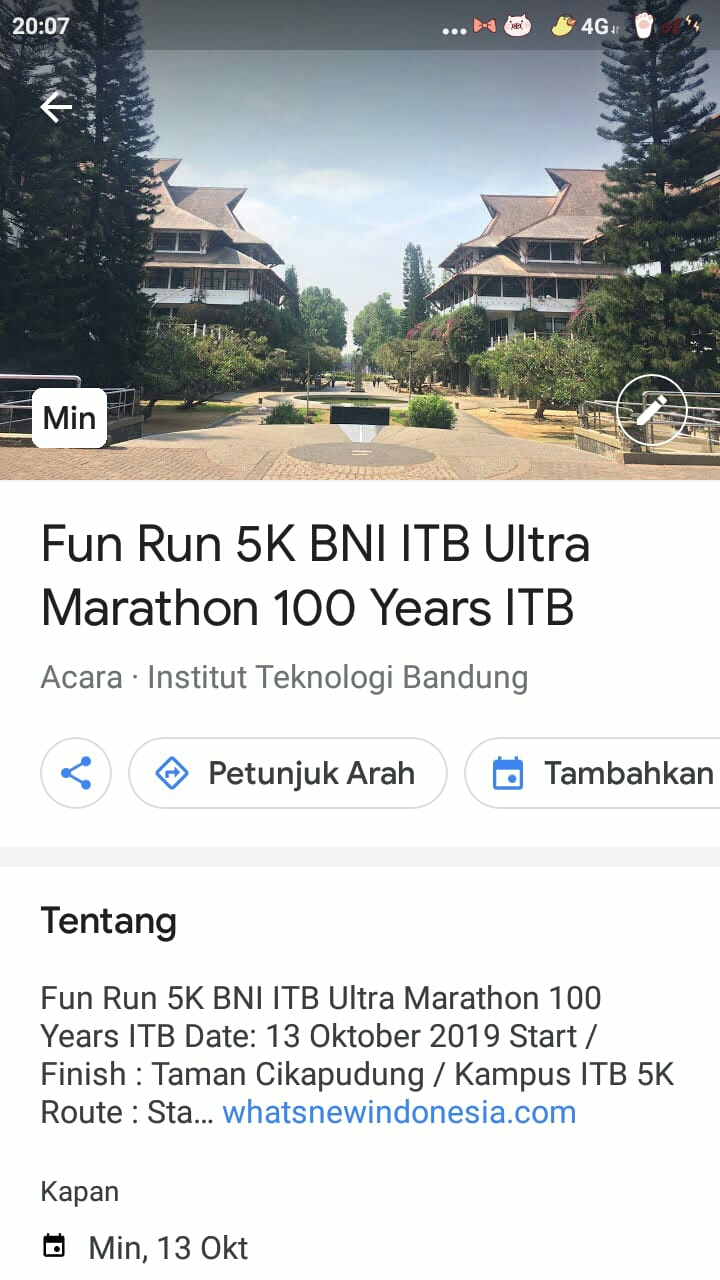 20:07
4G
Min
Fun Run 5K BNI ITB Ultra
Marathon 100 Years ITB
Acara · Institut Teknologi Bandung
Petunjuk Arah
Tambahkan
Tentang
Fun Run 5K BNI ITB Ultra Marathon 100
Years ITB Date: 13 Oktober 2019 Start /
Finish : Taman Cikapudung / Kampus ITB 5K
Route : Sta... whatsnewindonesia.com
Kapan
Min, 13 Okt